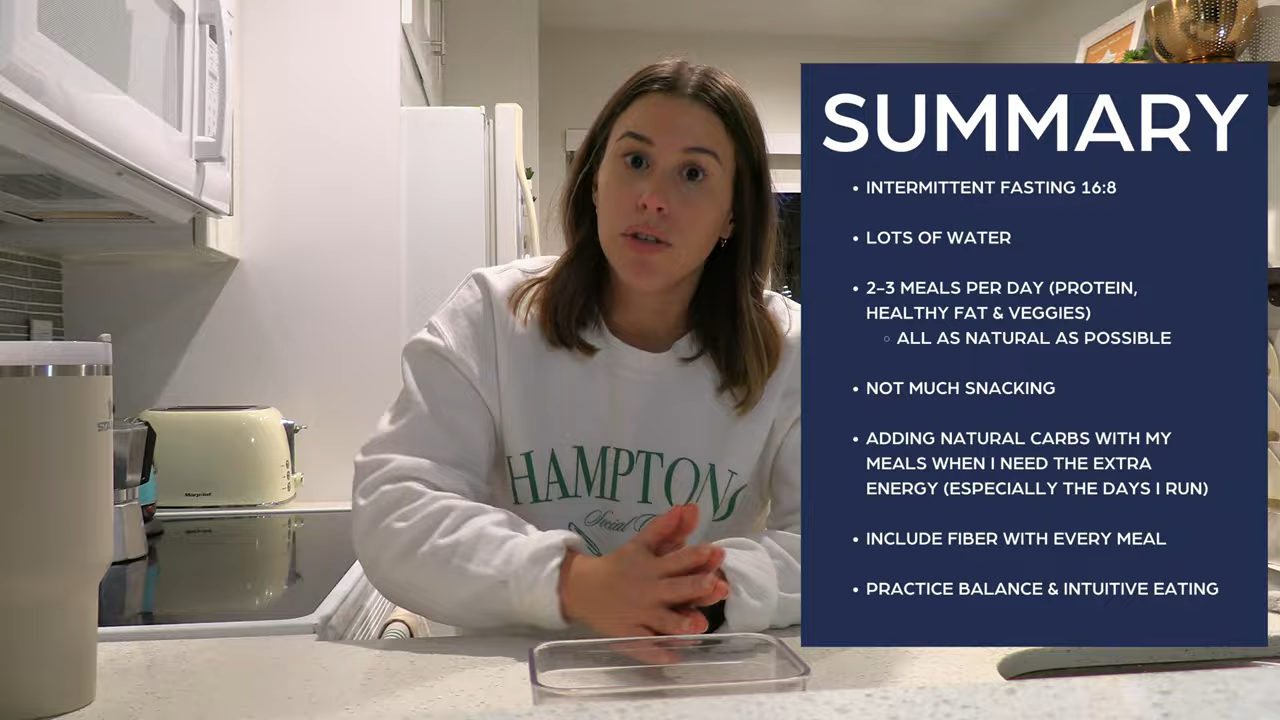 SUMMARY
• INTERMITTENT FASTING 16:8
• LOTS OF WATER
• 2-3 MEALS PER DAY (PROTEIN,
HEALTHY FAT & VEGGIES)
◦ ALL AS NATURAL AS POSSIBLE
• NOT MUCH SNACKING
• ADDING NATURAL CARBS WITH MY
MEALS WHEN I NEED THE EXTRA
ENERGY (ESPECIALLY THE DAYS I RUN)
• INCLUDE FIBER WITH EVERY MEAL
• PRACTICE BALANCE & INTUITIVE EATING
HAMPTONS
Social